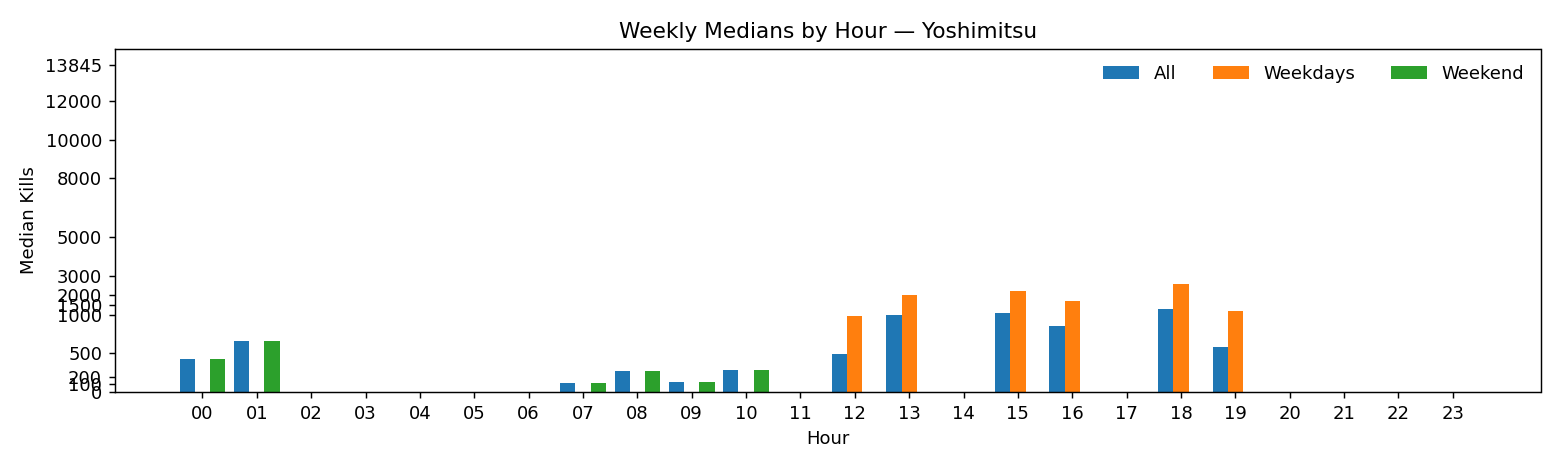 Weekly Medians by Hour — Yoshimitsu
All Weekdays Weekend
Median Kills
13845
12000
10000
8000
5000
3000
2000
1500
1000
500
200
100
0
00 01 02 03 04 05 06 07 08 09 10 11 12 13 14 15 16 17 18 19 20 21 22 23
Hour